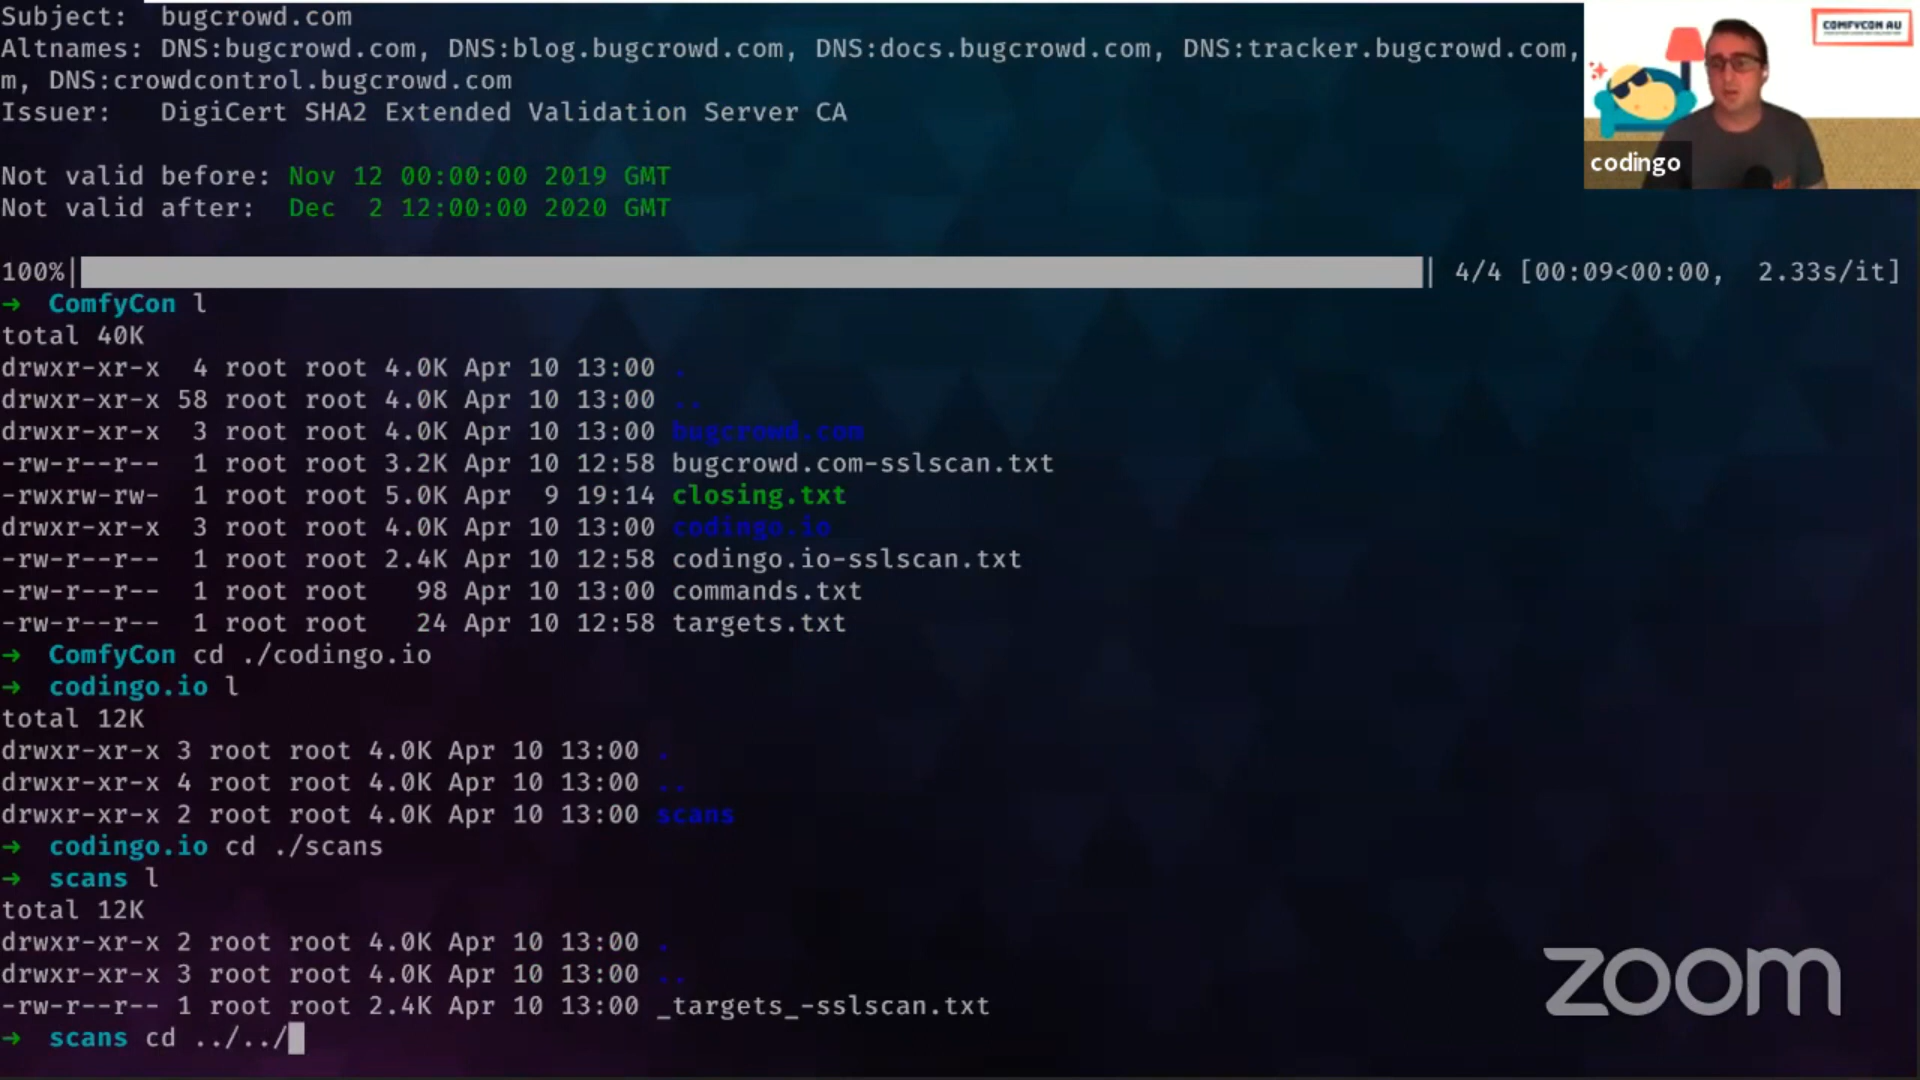 Subject:  bugcrowd.com
Altnames: DNS:bugcrowd.com, DNS:blog.bugcrowd.com, DNS:docs.bugcrowd.com, DNS:tracker.bugcrowd.com,
m, DNS:crowdcontrol.bugcrowd.com
Issuer:   DigiCert SHA2 Extended Validation Server CA
COMFYCON AU
codingo
Not valid before: Nov 12 00:00:00 2019 GMT
Not valid after:  Dec  2 12:00:00 2020 GMT
100%| | 4/4 [00:09<00:00,  2.33s/it]
→  ComfyCon l
total 40K
drwxr-xr-x  4 root root 4.0K Apr 10 13:00 .
drwxr-xr-x 58 root root 4.0K Apr 10 13:00 ..
drwxr-xr-x  3 root root 4.0K Apr 10 13:00 bugcrowd.com
-rw-r--r--  1 root root 3.2K Apr 10 12:58 bugcrowd.com-sslscan.txt
-rwxrw-rw-  1 root root 5.0K Apr  9 19:14 closing.txt
drwxr-xr-x  3 root root 4.0K Apr 10 13:00 codingo.io
-rw-r--r--  1 root root 2.4K Apr 10 12:58 codingo.io-sslscan.txt
-rw-r--r--  1 root root   98 Apr 10 13:00 commands.txt
-rw-r--r--  1 root root   24 Apr 10 12:58 targets.txt
→  ComfyCon cd ./codingo.io
→  codingo.io l
total 12K
drwxr-xr-x 3 root root 4.0K Apr 10 13:00 .
drwxr-xr-x 4 root root 4.0K Apr 10 13:00 ..
drwxr-xr-x 2 root root 4.0K Apr 10 13:00 scans
→  codingo.io cd ./scans
→  scans l
total 12K
drwxr-xr-x 2 root root 4.0K Apr 10 13:00 .
drwxr-xr-x 3 root root 4.0K Apr 10 13:00 ..
-rw-r--r-- 1 root root 2.4K Apr 10 13:00 _targets_-sslscan.txt
→  scans cd ../../
zoom